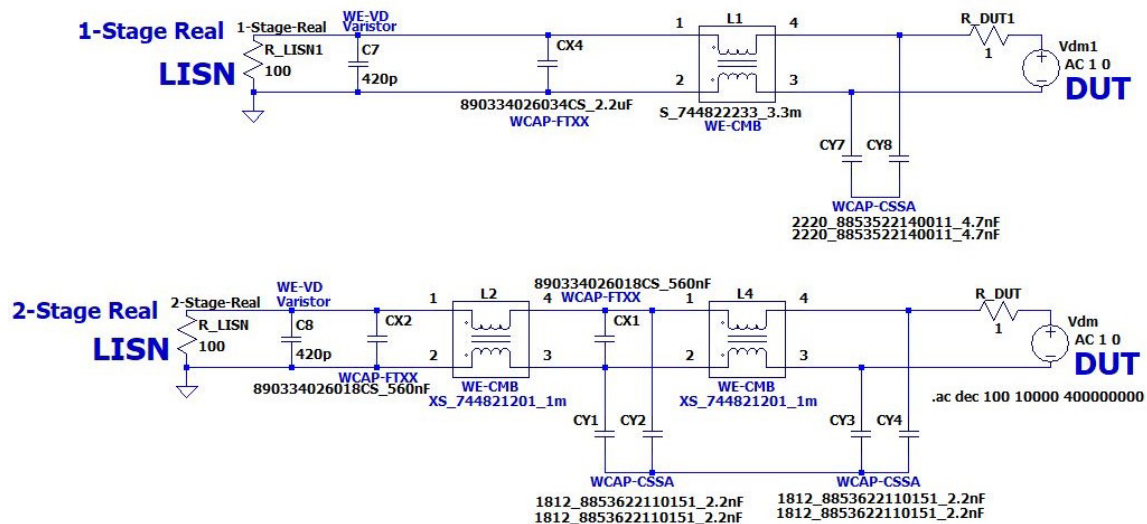 1-Stage Real
1-Stage-Real
WE-VD
Varistor
R_LISN1
100
LISN
C7
420p
CX4
890334026034CS_2.2uF
WCAP-FTXX
1
L1
4
2
3
S_744822233_3.3m
WE-CMB
R_DUT1
1
Vdm1
AC 1 0
DUT
CY7
CY8
WCAP-CSSA
2220_8853522140011_4.7nF
2220_8853522140011_4.7nF
2-Stage Real
2-Stage-Real
WE-VD
Varistor
R_LISN
100
LISN
C8
420p
CX2
WCAP-FTXX
890334026018CS_560nF
1
L2
4
2
3
WE-CMB
XS_744821201_1m
890334026018CS_560nF
WCAP-FTXX
CX1
1
L4
4
2
3
WE-CMB
XS_744821201_1m
R_DUT
1
Vdm
AC 1 0
DUT
.ac dec 100 10000 400000000
CY1
CY2
CY3
CY4
WCAP-CSSA
1812_8853622110151_2.2nF
1812_8853622110151_2.2nF
WCAP-CSSA
1812_8853622110151_2.2nF
1812_8853622110151_2.2nF